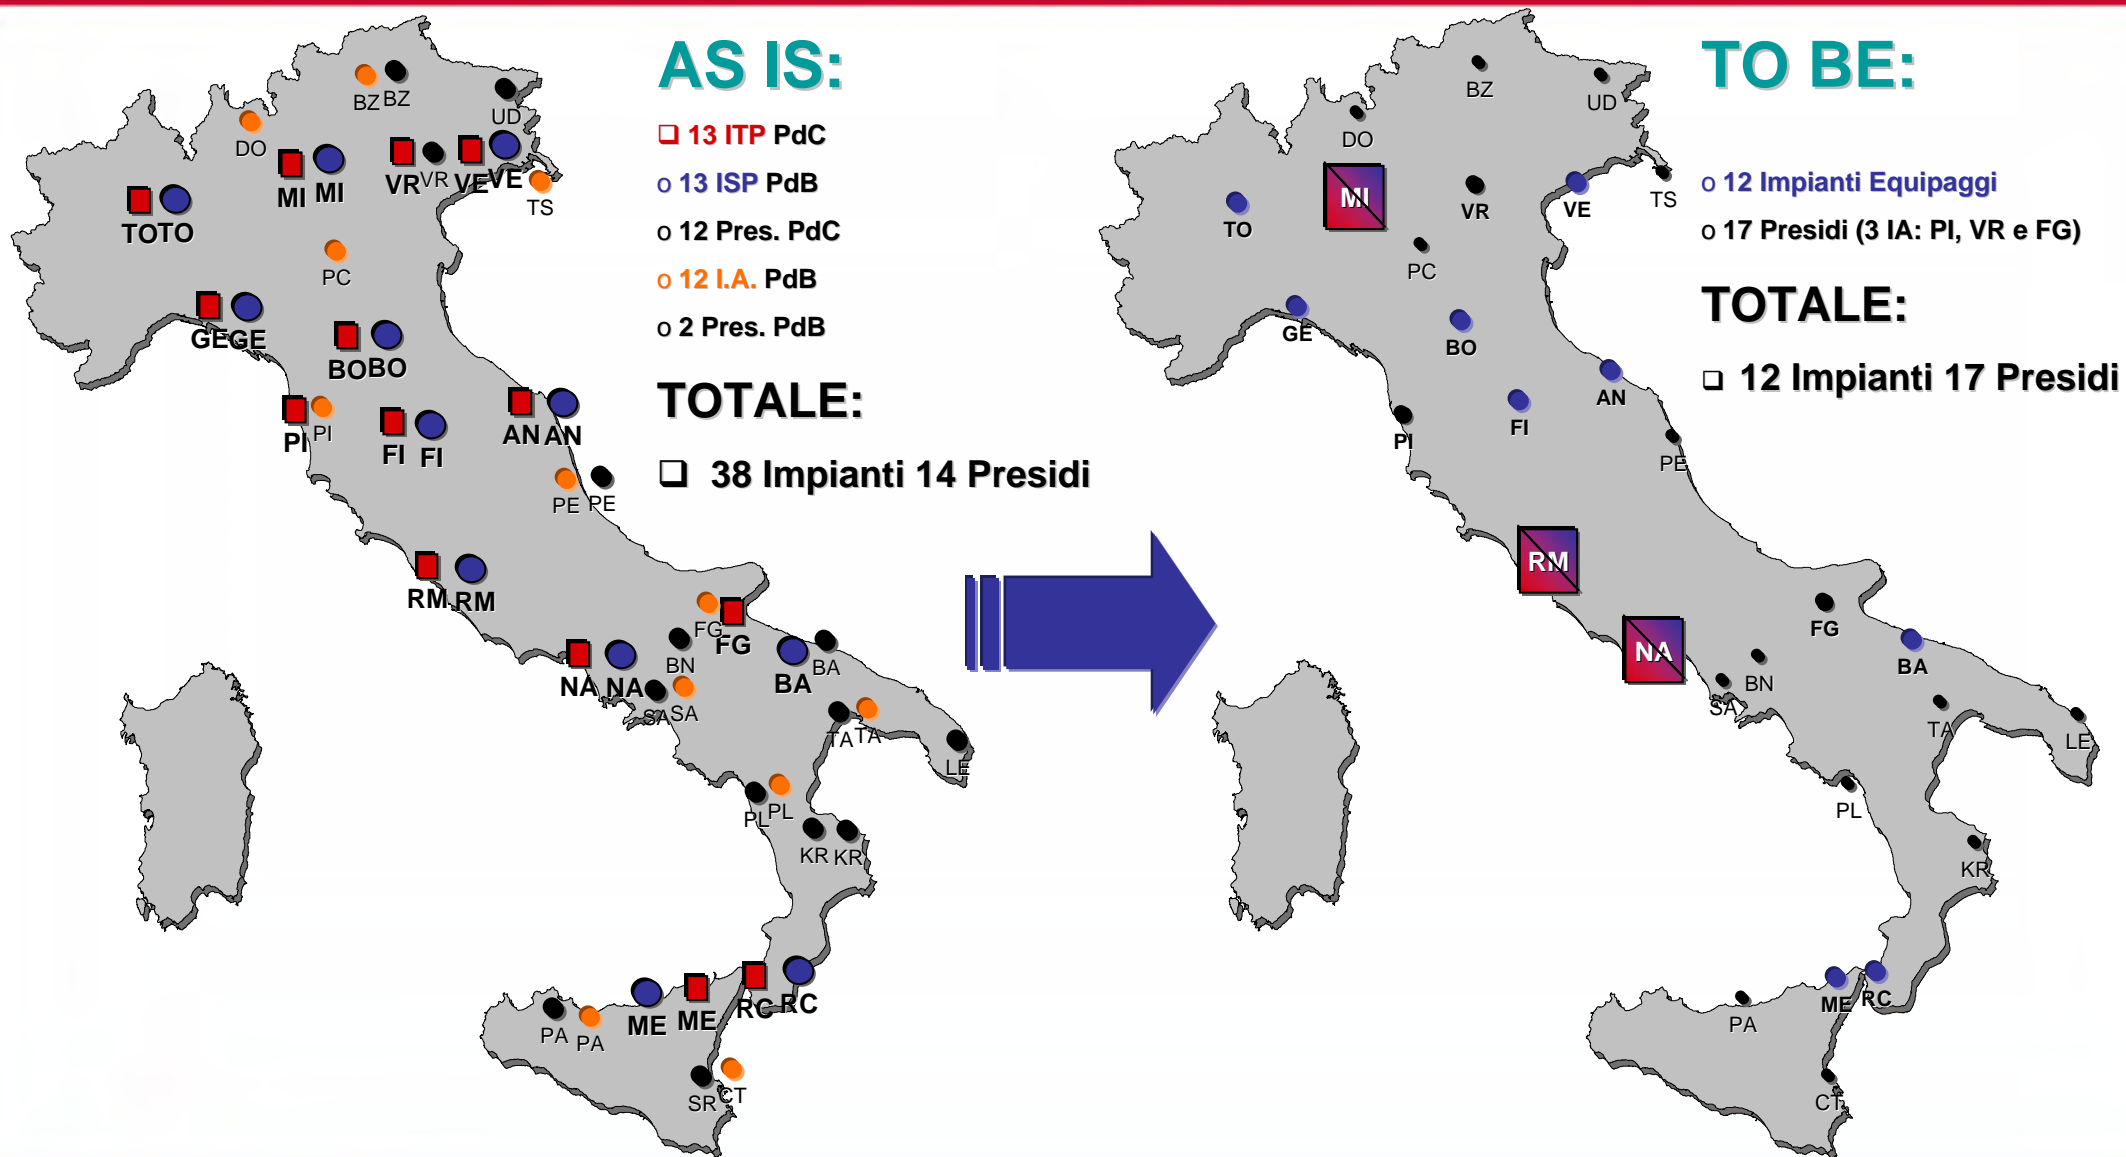 AS IS:
13 ITP PdC
o 13 ISP PdB
o 12 Pres. PdC
o 12 I.A. PdB
o 2 Pres. PdB
TOTALE:
38 Impianti 14 Presidi
BZ BZ
UD
DO
MI MI
VR VR VE VE
TS
TO TO
PC
GE GE
BO BO
PI PI
FI FI
AN AN
PE PE
RM RM
FG FG
BN
BA BA
NA NA
SA SA
TA TA
LE
PL PL
KR KR
RC RC
ME ME
PA PA
SR CT
TO BE:
o 12 Impianti Equipaggi
o 17 Presidi (3 IA: PI, VR e FG)
TOTALE:
12 Impianti 17 Presidi
BZ
UD
DO
MI
VR
VE
TS
TO
PC
GE
BO
AN
FI
PI
PE
RM
FG
NA
BN
BA
SA
TA
LE
PL
KR
ME RC
PA
CT